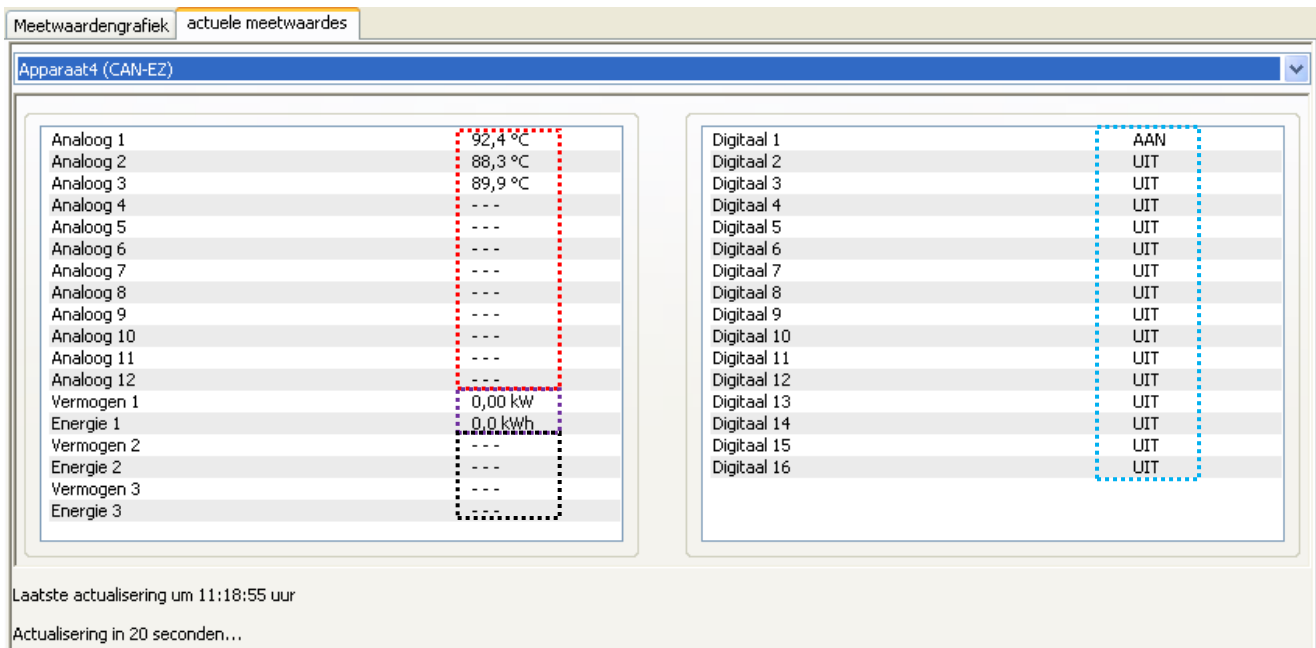 Meetwaardengrafiek actuele meetwaardes
Apparaat4 (CAN-EZ)
Analoog 1 92,4 °C
Analoog 2 88,3 °C
Analoog 3 89,9 °C
Analoog 4 - - -
Analoog 5 - - -
Analoog 6 - - -
Analoog 7 - - -
Analoog 8 - - -
Analoog 9 - - -
Analoog 10 - - -
Analoog 11 - - -
Analoog 12 - - -
Vermogen 1 0,00 kW
Energie 1 0,0 kWh
Vermogen 2 - - -
Energie 2 - - -
Vermogen 3 - - -
Energie 3 - - -
Digitaal 1 AAN
Digitaal 2 UIT
Digitaal 3 UIT
Digitaal 4 UIT
Digitaal 5 UIT
Digitaal 6 UIT
Digitaal 7 UIT
Digitaal 8 UIT
Digitaal 9 UIT
Digitaal 10 UIT
Digitaal 11 UIT
Digitaal 12 UIT
Digitaal 13 UIT
Digitaal 14 UIT
Digitaal 15 UIT
Digitaal 16 UIT
Laatste actualisering um 11:18:55 uur
Actualisering in 20 seconden...